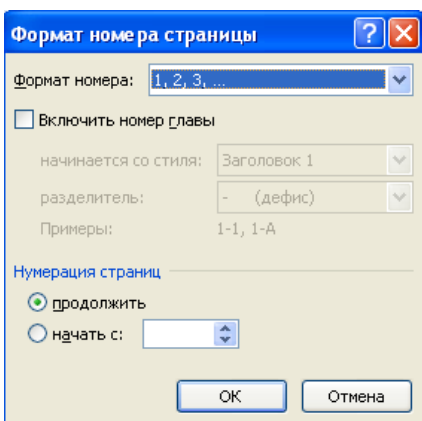 Формат номера страницы
Формат номера: 1, 2, 3, ...
Включить номер главы
начинается со стиля: Заголовок 1
разделитель: - (дефис)
Примеры: 1-1, 1-A
Нумерация страниц
продолжить
начать с:
ОК Отмена